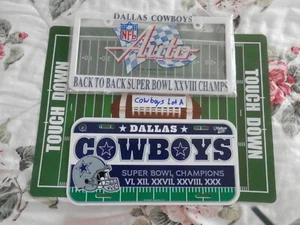 DALLAS COWBOYS
NFL
BACK TO BACK SUPER BOWL XXVIII CHAMPS
Cowboys Lot A
TOUCH DOWN
TOUCH DOWN
DALLAS
COWBOYS
SUPER BOWL CHAMPIONS
VI, XII, XXVII, XXVIII, XXX